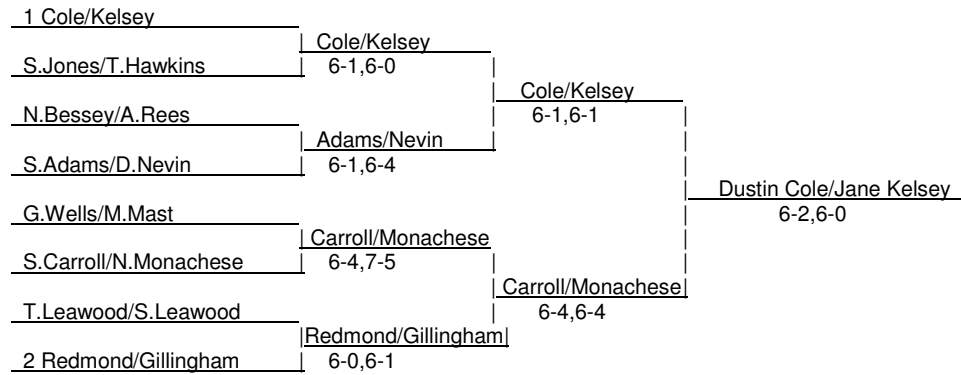 1 Cole/Kelsey
Cole/Kelsey
S.Jones/T.Hawkins
6-1,6-0
Cole/Kelsey
N.Bessey/A.Rees
6-1,6-1
Adams/Nevin
S.Adams/D.Nevin
6-1,6-4
Dustin Cole/Jane Kelsey
G.Wells/M.Mast
6-2,6-0
Carroll/Monachese
S.Carroll/N.Monachese
6-4,7-5
Carroll/Monachese
T.Leawood/S.Leawood
6-4,6-4
Redmond/Gillingham
2 Redmond/Gillingham
6-0,6-1